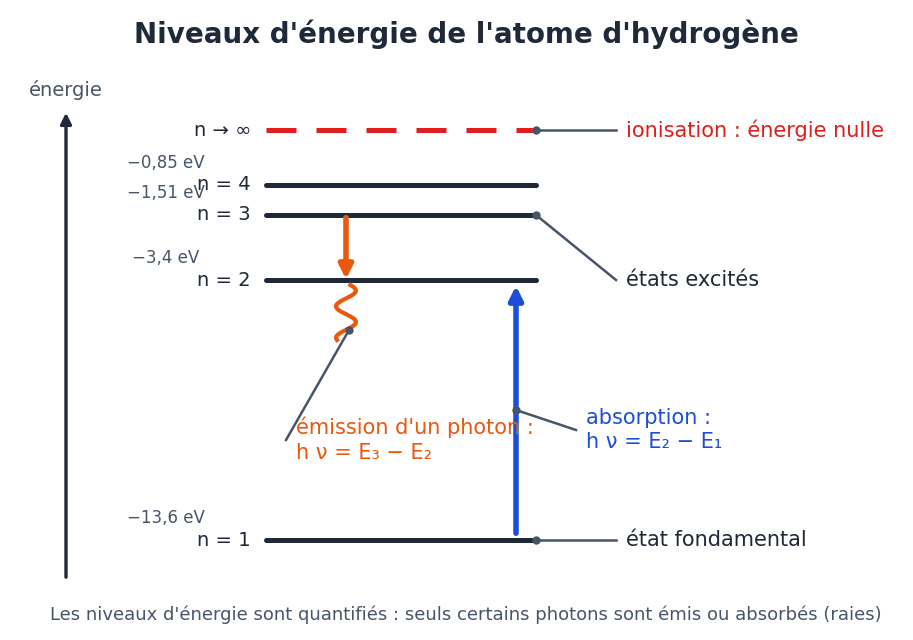 Niveaux d'énergie de l'atome d'hydrogène
énergie
n → ∞
ionisation : énergie nulle
−0,85 eV
n = 4
−1,51 eV
n = 3
−3,4 eV
n = 2
états excités
émission d'un photon :
h ν = E₃ − E₂
absorption :
h ν = E₂ − E₁
−13,6 eV
n = 1
état fondamental
Les niveaux d'énergie sont quantifiés : seuls certains photons sont émis ou absorbés (raies)